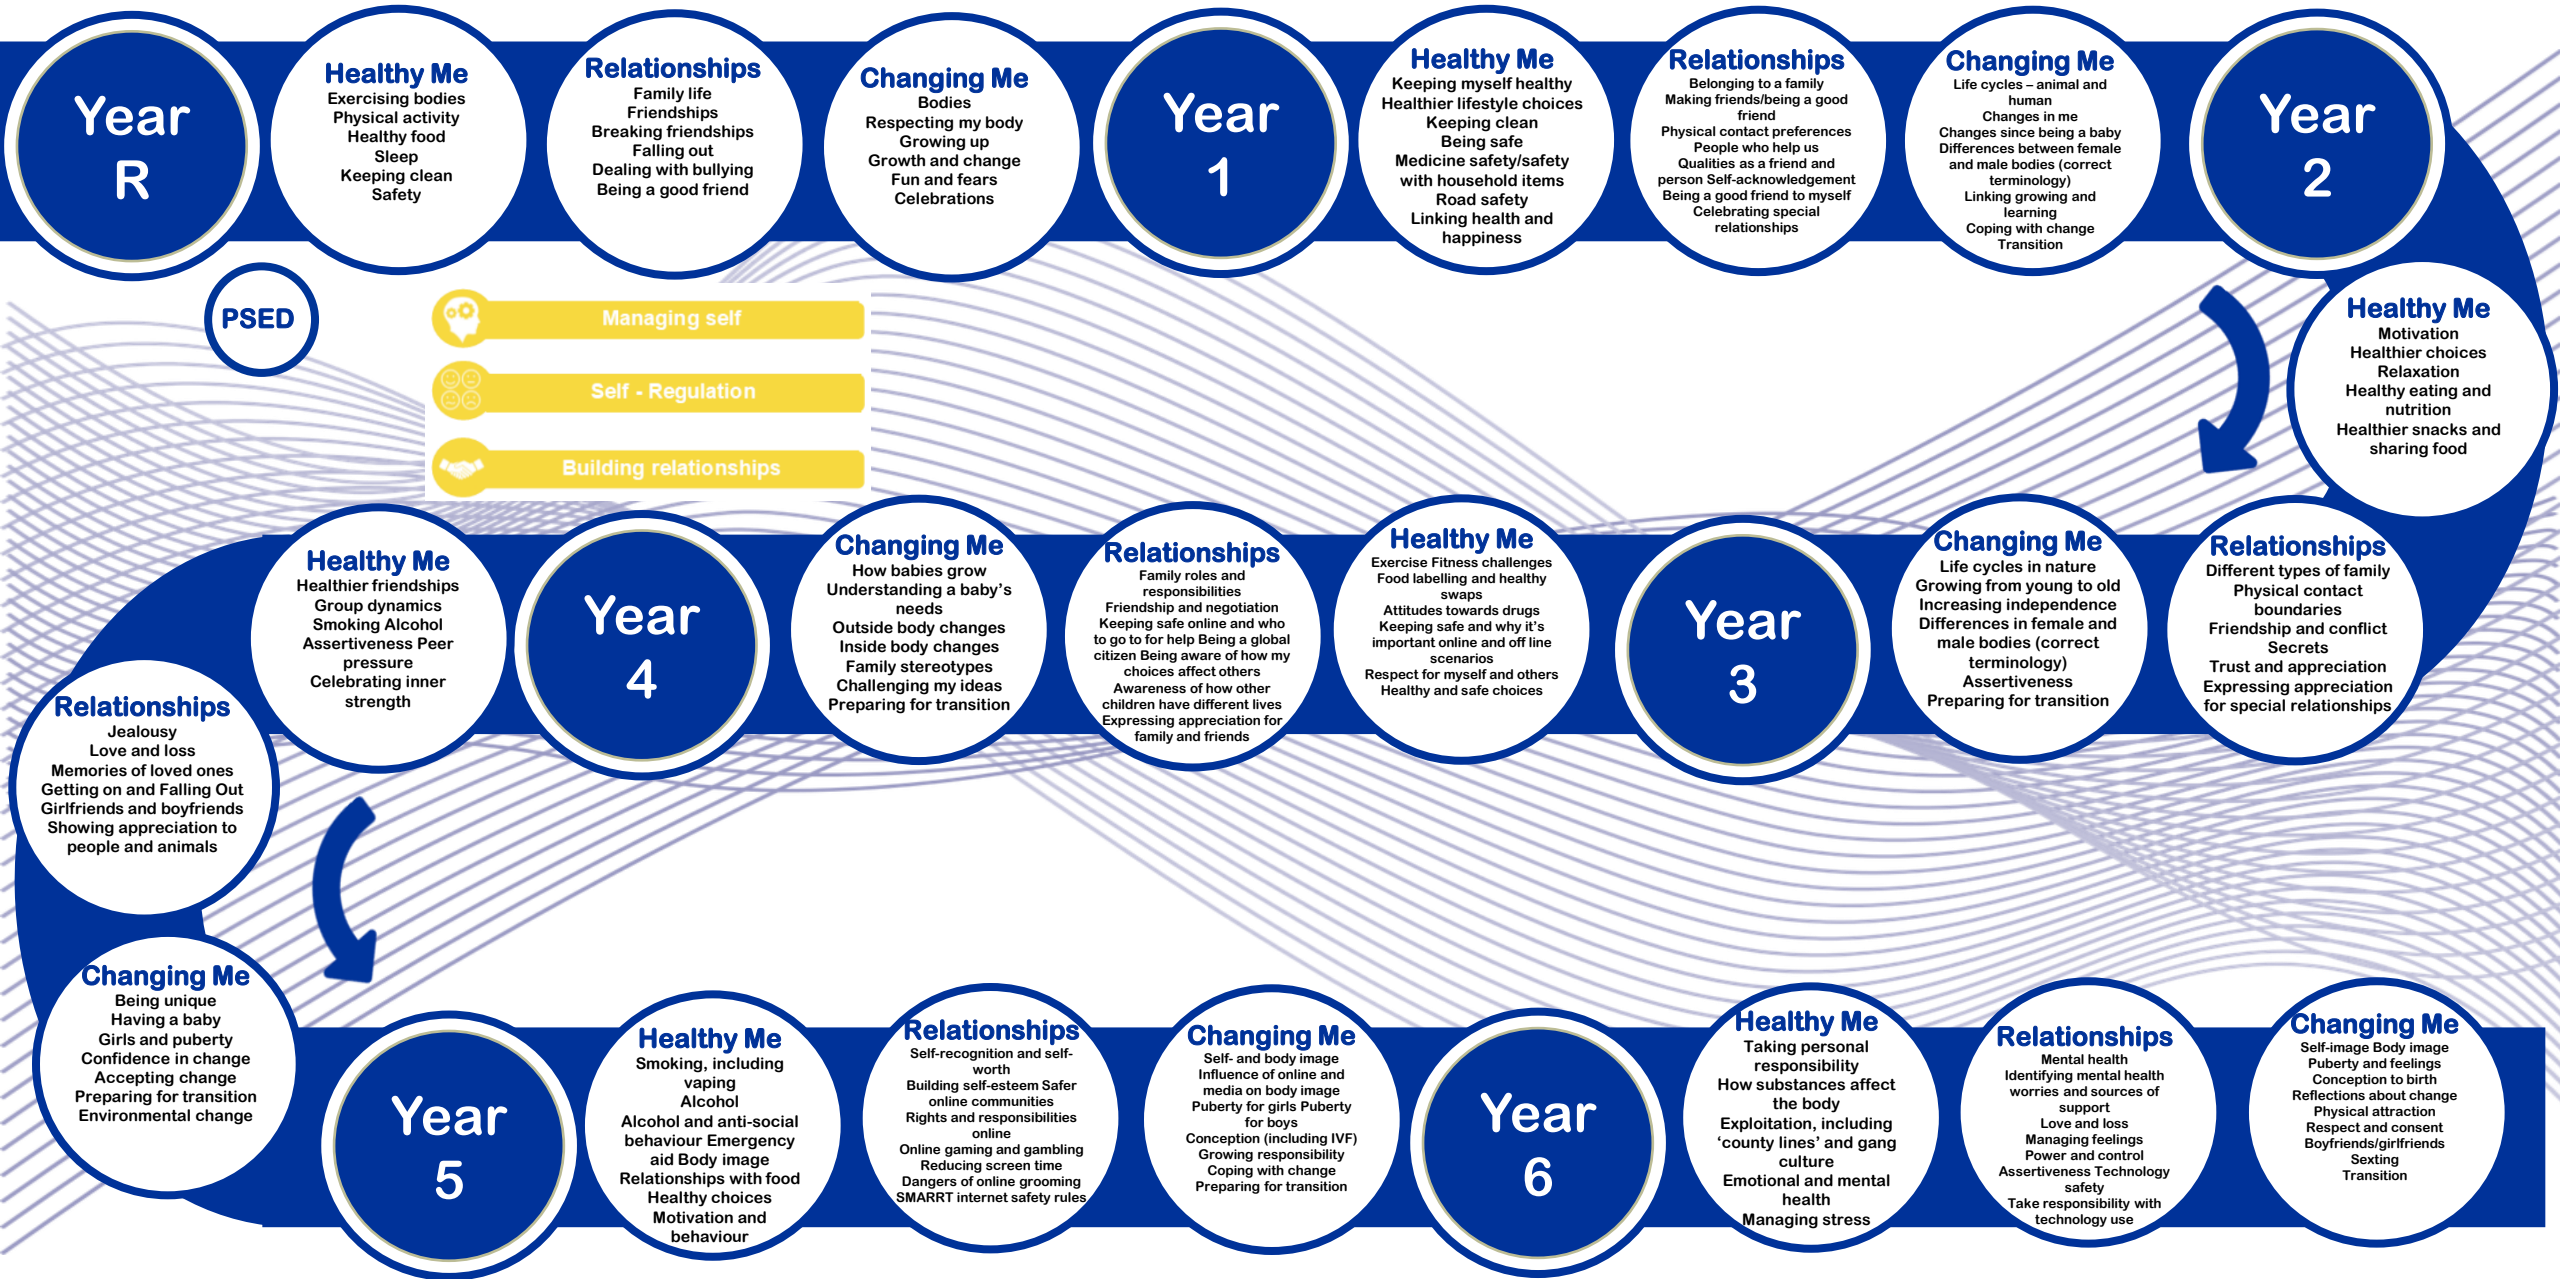 Year
R
Healthy Me
Exercising bodies
Physical activity
Healthy food
Sleep
Keeping clean
Safety
Relationships
Family life
Friendships
Breaking friendships
Falling out
Dealing with bullying
Being a good friend
Changing Me
Bodies
Respecting my body
Growing up
Growth and change
Fun and fears
Celebrations
Year
1
Healthy Me
Keeping myself healthy
Healthier lifestyle choices
Keeping clean
Being safe
Medicine safety/safety
with household items
Road safety
Linking health and
happiness
Relationships
Belonging to a family
Making friends/being a good
friend
Physical contact preferences
People who help us
Qualities as a friend and
person Self-acknowledgement
Being a good friend to myself
Celebrating special
relationships
Changing Me
Life cycles – animal and
human
Changes in me
Changes since being a baby
Differences between female
and male bodies (correct
terminology)
Linking growing and
learning
Coping with change
Transition
Year
2
PSED
Managing self
Self - Regulation
Building relationships
Healthy Me
Motivation
Healthier choices
Relaxation
Healthy eating and
nutrition
Healthier snacks and
sharing food
Relationships
Different types of family
Physical contact
boundaries
Friendship and conflict
Secrets
Trust and appreciation
Expressing appreciation
for special relationships
Changing Me
Life cycles in nature
Growing from young to old
Increasing independence
Differences in female and
male bodies (correct
terminology)
Assertiveness
Preparing for transition
Year
3
Healthy Me
Exercise Fitness challenges
Food labelling and healthy
swaps
Attitudes towards drugs
Keeping safe and why it’s
important online and off line
scenarios
Respect for myself and others
Healthy and safe choices
Relationships
Family roles and
responsibilities
Friendship and negotiation
Keeping safe online and who
to go to for help Being a global
citizen Being aware of how my
choices affect others
Awareness of how other
children have different lives
Expressing appreciation for
family and friends
Changing Me
How babies grow
Understanding a baby’s
needs
Outside body changes
Inside body changes
Family stereotypes
Challenging my ideas
Preparing for transition
Year
4
Healthy Me
Healthier friendships
Group dynamics
Smoking Alcohol
Assertiveness Peer
pressure
Celebrating inner
strength
Relationships
Jealousy
Love and loss
Memories of loved ones
Getting on and Falling Out
Girlfriends and boyfriends
Showing appreciation to
people and animals
Changing Me
Being unique
Having a baby
Girls and puberty
Confidence in change
Accepting change
Preparing for transition
Environmental change
Year
5
Healthy Me
Smoking, including
vaping
Alcohol
Alcohol and anti-social
behaviour Emergency
aid Body image
Relationships with food
Healthy choices
Motivation and
behaviour
Relationships
Self-recognition and self-
worth
Building self-esteem Safer
online communities
Rights and responsibilities
online
Online gaming and gambling
Reducing screen time
Dangers of online grooming
SMARRT internet safety rules
Changing Me
Self- and body image
Influence of online and
media on body image
Puberty for girls Puberty
for boys
Conception (including IVF)
Growing responsibility
Coping with change
Preparing for transition
Year
6
Healthy Me
Taking personal
responsibility
How substances affect
the body
Exploitation, including
‘county lines’ and gang
culture
Emotional and mental
health
Managing stress
Relationships
Mental health
Identifying mental health
worries and sources of
support
Love and loss
Managing feelings
Power and control
Assertiveness Technology
safety
Take responsibility with
technology use
Changing Me
Self-image Body image
Puberty and feelings
Conception to birth
Reflections about change
Physical attraction
Respect and consent
Boyfriends/girlfriends
Sexting
Transition